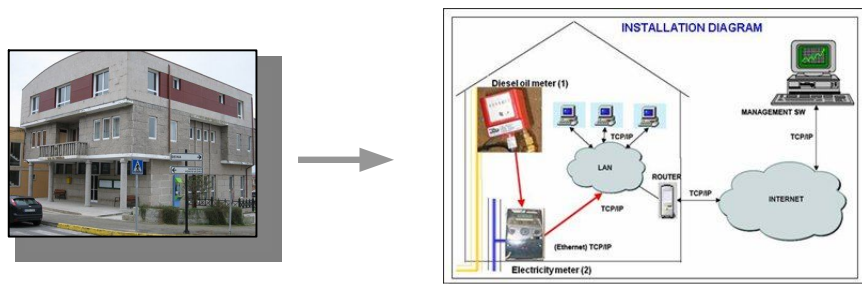 INSTALLATION DIAGRAM
Diesel oil meter (1)
TCP/IP
MANAGEMENT SW
TCP/IP
LAN
ROUTER
TCP/IP
INTERNET
TCP/IP
(Ethernet) TCP/IP
Electricity meter (2)